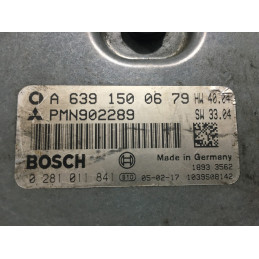 A 639 150 06 79 HW 40.04
PMN902289 SW 33.04
BOSCH Made in Germany
1893 3562
0 281 011 841 E10 05-02-17 1039S08142